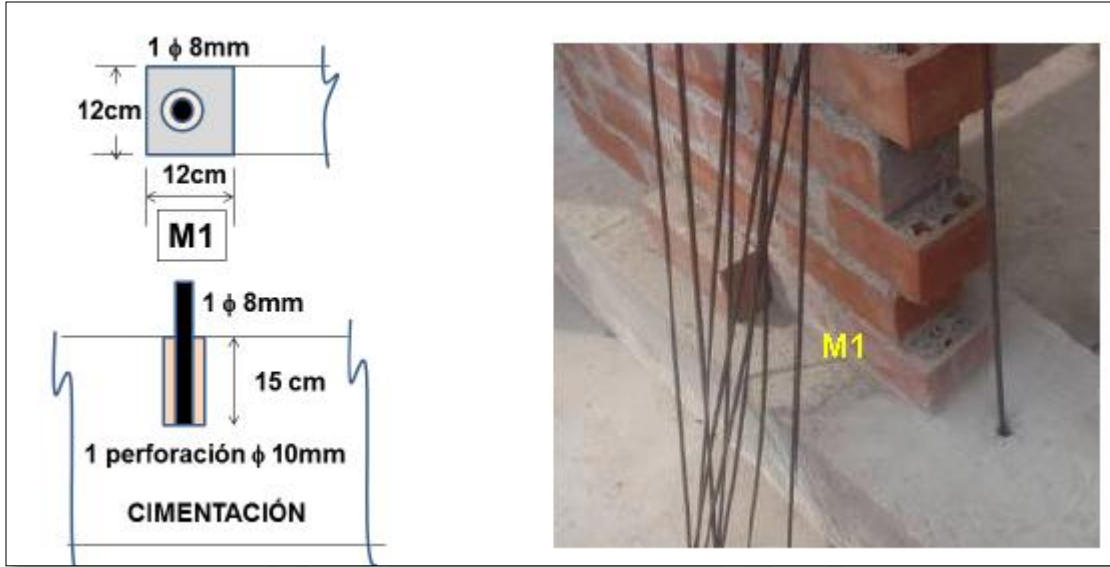 1 ϕ 8mm
12cm
12cm
M1
1 ϕ 8mm
15 cm
1 perforación ϕ 10mm
CIMENTACIÓN
M1